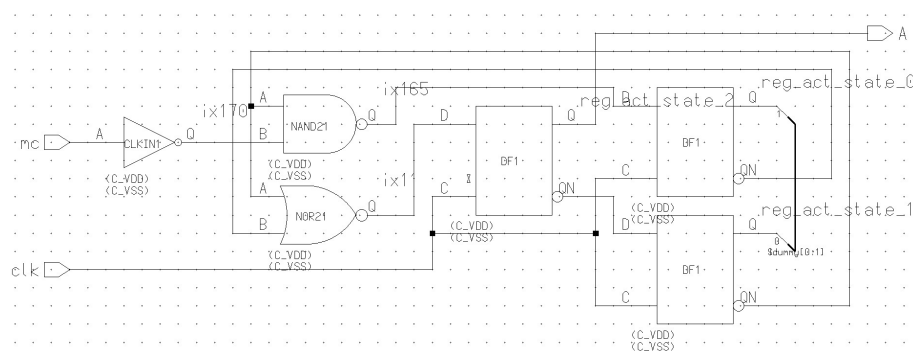 A
reg_act_state_0
ix165
D
Q
reg_act_state_2
ix170
A
Q
NAND21
B
D
Q
1
mc
A
CLKIN1
Q
DF1
DF1
(C_VDD)
(C_VSS)
(C_VDD)
(C_VSS)
ix11
C
QN
A
C
QN
NOR21
Q
(C_VDD)
(C_VSS)
reg_act_state_1
B
(C_VDD)
(C_VSS)
D
Q
0
$dummy[0:1]
(C_VDD)
(C_VSS)
clk
DF1
C
QN
(C_VDD)
(C_VSS)